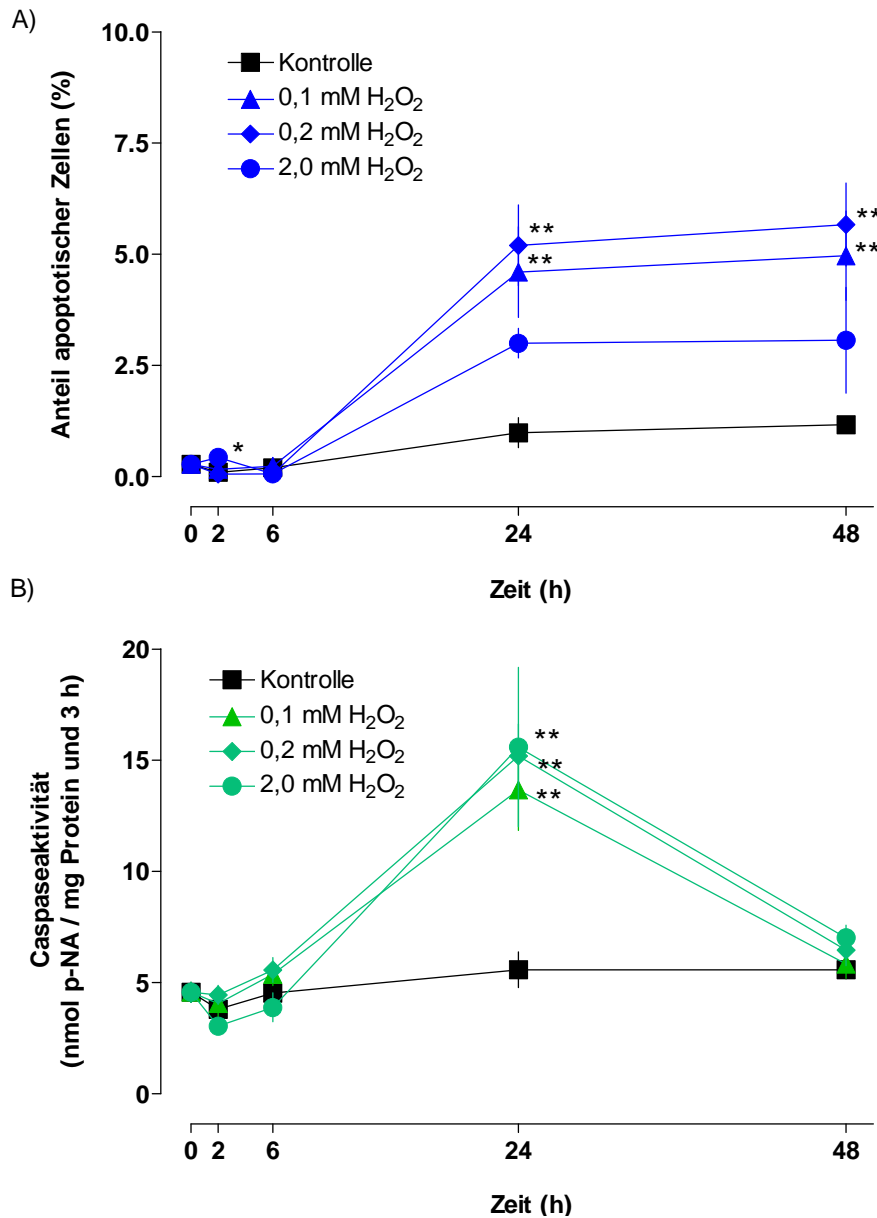 A)
10.0
7.5
5.0
2.5
0.0
Anteil apoptotischer Zellen (%)
Kontrolle
0,1 mM H₂O₂
0,2 mM H₂O₂
2,0 mM H₂O₂
**
**
**
**
*
0 2 6 24 48
Zeit (h)
B)
20
15
10
5
0
Caspaseaktivität
(nmol p-NA / mg Protein und 3 h)
Kontrolle
0,1 mM H₂O₂
0,2 mM H₂O₂
2,0 mM H₂O₂
**
**
**
0 2 6 24 48
Zeit (h)